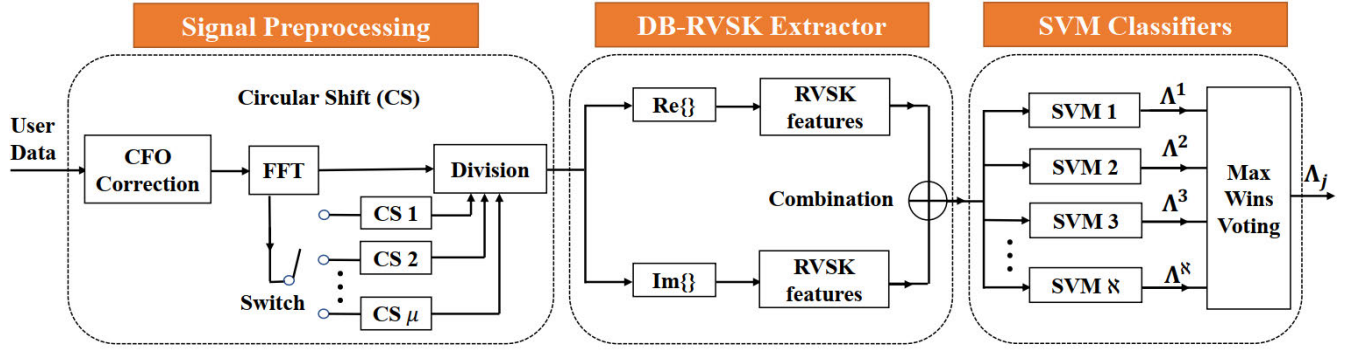 Signal Preprocessing
DB-RVSK Extractor
SVM Classifiers
Circular Shift (CS)
User
Data
CFO
Correction
FFT
Division
CS 1
CS 2
CS μ
Switch
Re{}
RVSK
features
Combination
Im{}
RVSK
features
SVM 1
SVM 2
SVM 3
SVM ℵ
Λ¹
Λ²
Λ³
Λ^ℵ
Max
Wins
Voting
Λⱼ